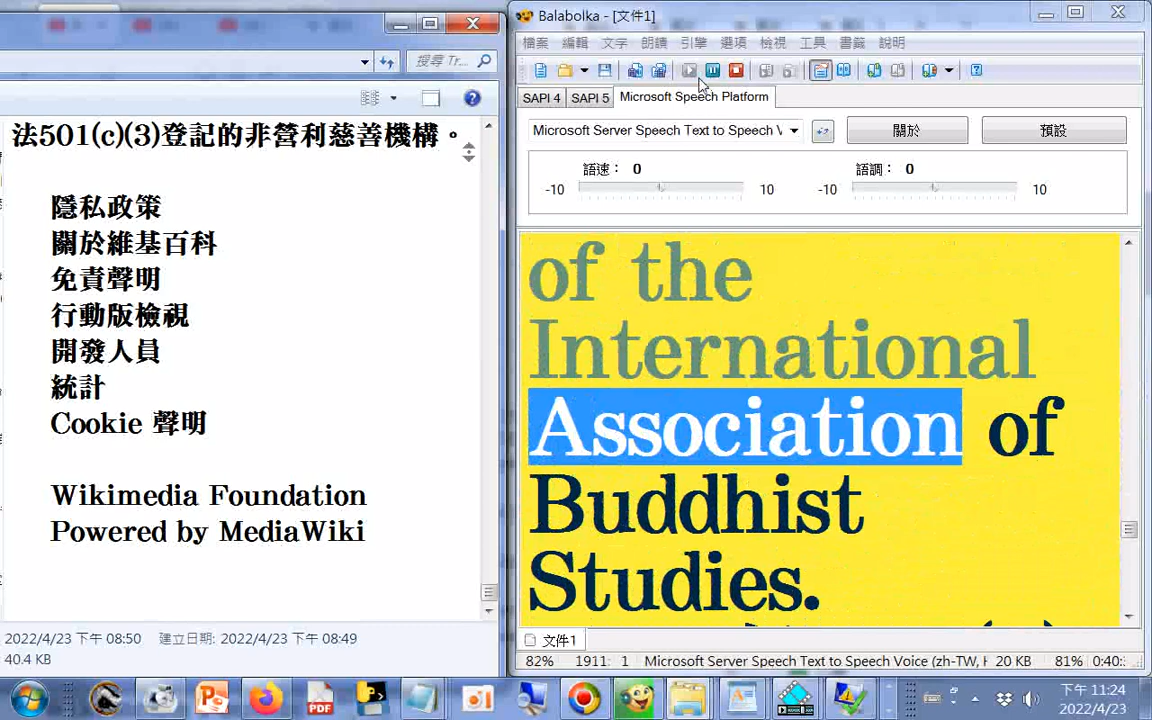 搜尋 Tr...
法501(c)(3)登記的非營利慈善機構。
隱私政策
關於維基百科
免責聲明
行動版檢視
開發人員
統計
Cookie 聲明
Wikimedia Foundation
Powered by MediaWiki
2022/4/23 下午 08:50 建立日期: 2022/4/23 下午 08:49
40.4 KB
Balabolka - [文件1]
檔案 編輯 文字 朗讀 引擎 選項 檢視 工具 書籤 說明
SAPI 4 SAPI 5 Microsoft Speech Platform
Microsoft Server Speech Text to Speech V
關於 預設
語速： 0 語調： 0
-10 10 -10 10
of the
International
Association of
Buddhist
Studies.
文件1
82% 1911: 1 Microsoft Server Speech Text to Speech Voice (zh-TW, H 20 KB 81% 0:40:
PDF
下午 11:24
2022/4/23